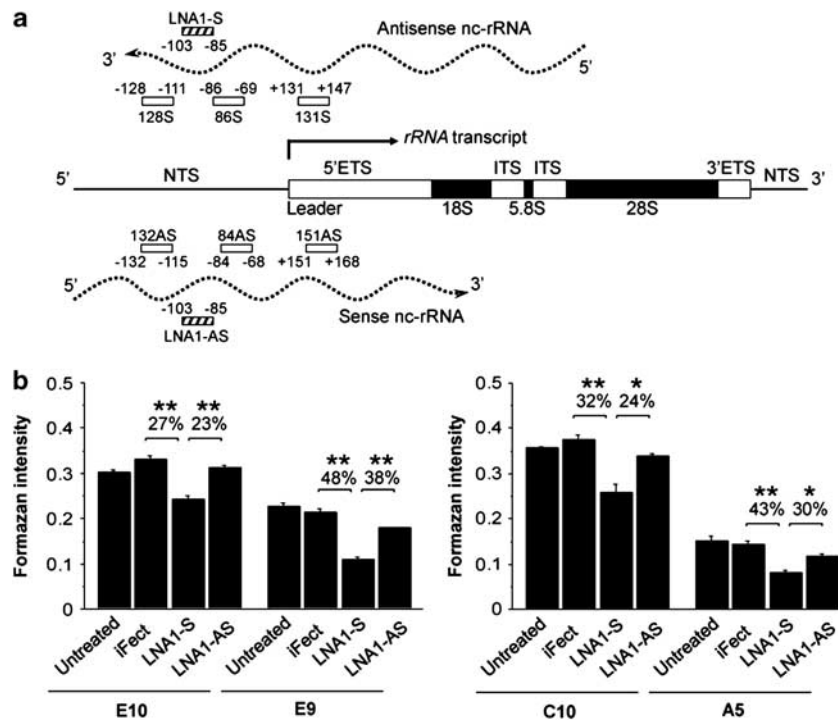 a
LNA1-S
-103 -85
Antisense nc-rRNA
3'
5'
-128 -111 -86 -69 +131 +147
128S 86S 131S
rRNA transcript
5' NTS 5'ETS ITS ITS 3'ETS NTS 3'
Leader 18S 5.8S 28S
132AS 84AS 151AS
-132 -115 -84 -68 +151 +168
5'
3'
-103 -85
LNA1-AS
Sense nc-rRNA
b
Formazan intensity
0.5
0.4
0.3
0.2
0.1
0
** **
27% 23%
** **
48% 38%
Untreated iFect LNA1-S LNA1-AS Untreated iFect LNA1-S LNA1-AS
E10 E9
Formazan intensity
0.5
0.4
0.3
0.2
0.1
0
** *
32% 24%
** *
43% 30%
Untreated iFect LNA1-S LNA1-AS Untreated iFect LNA1-S LNA1-AS
C10 A5